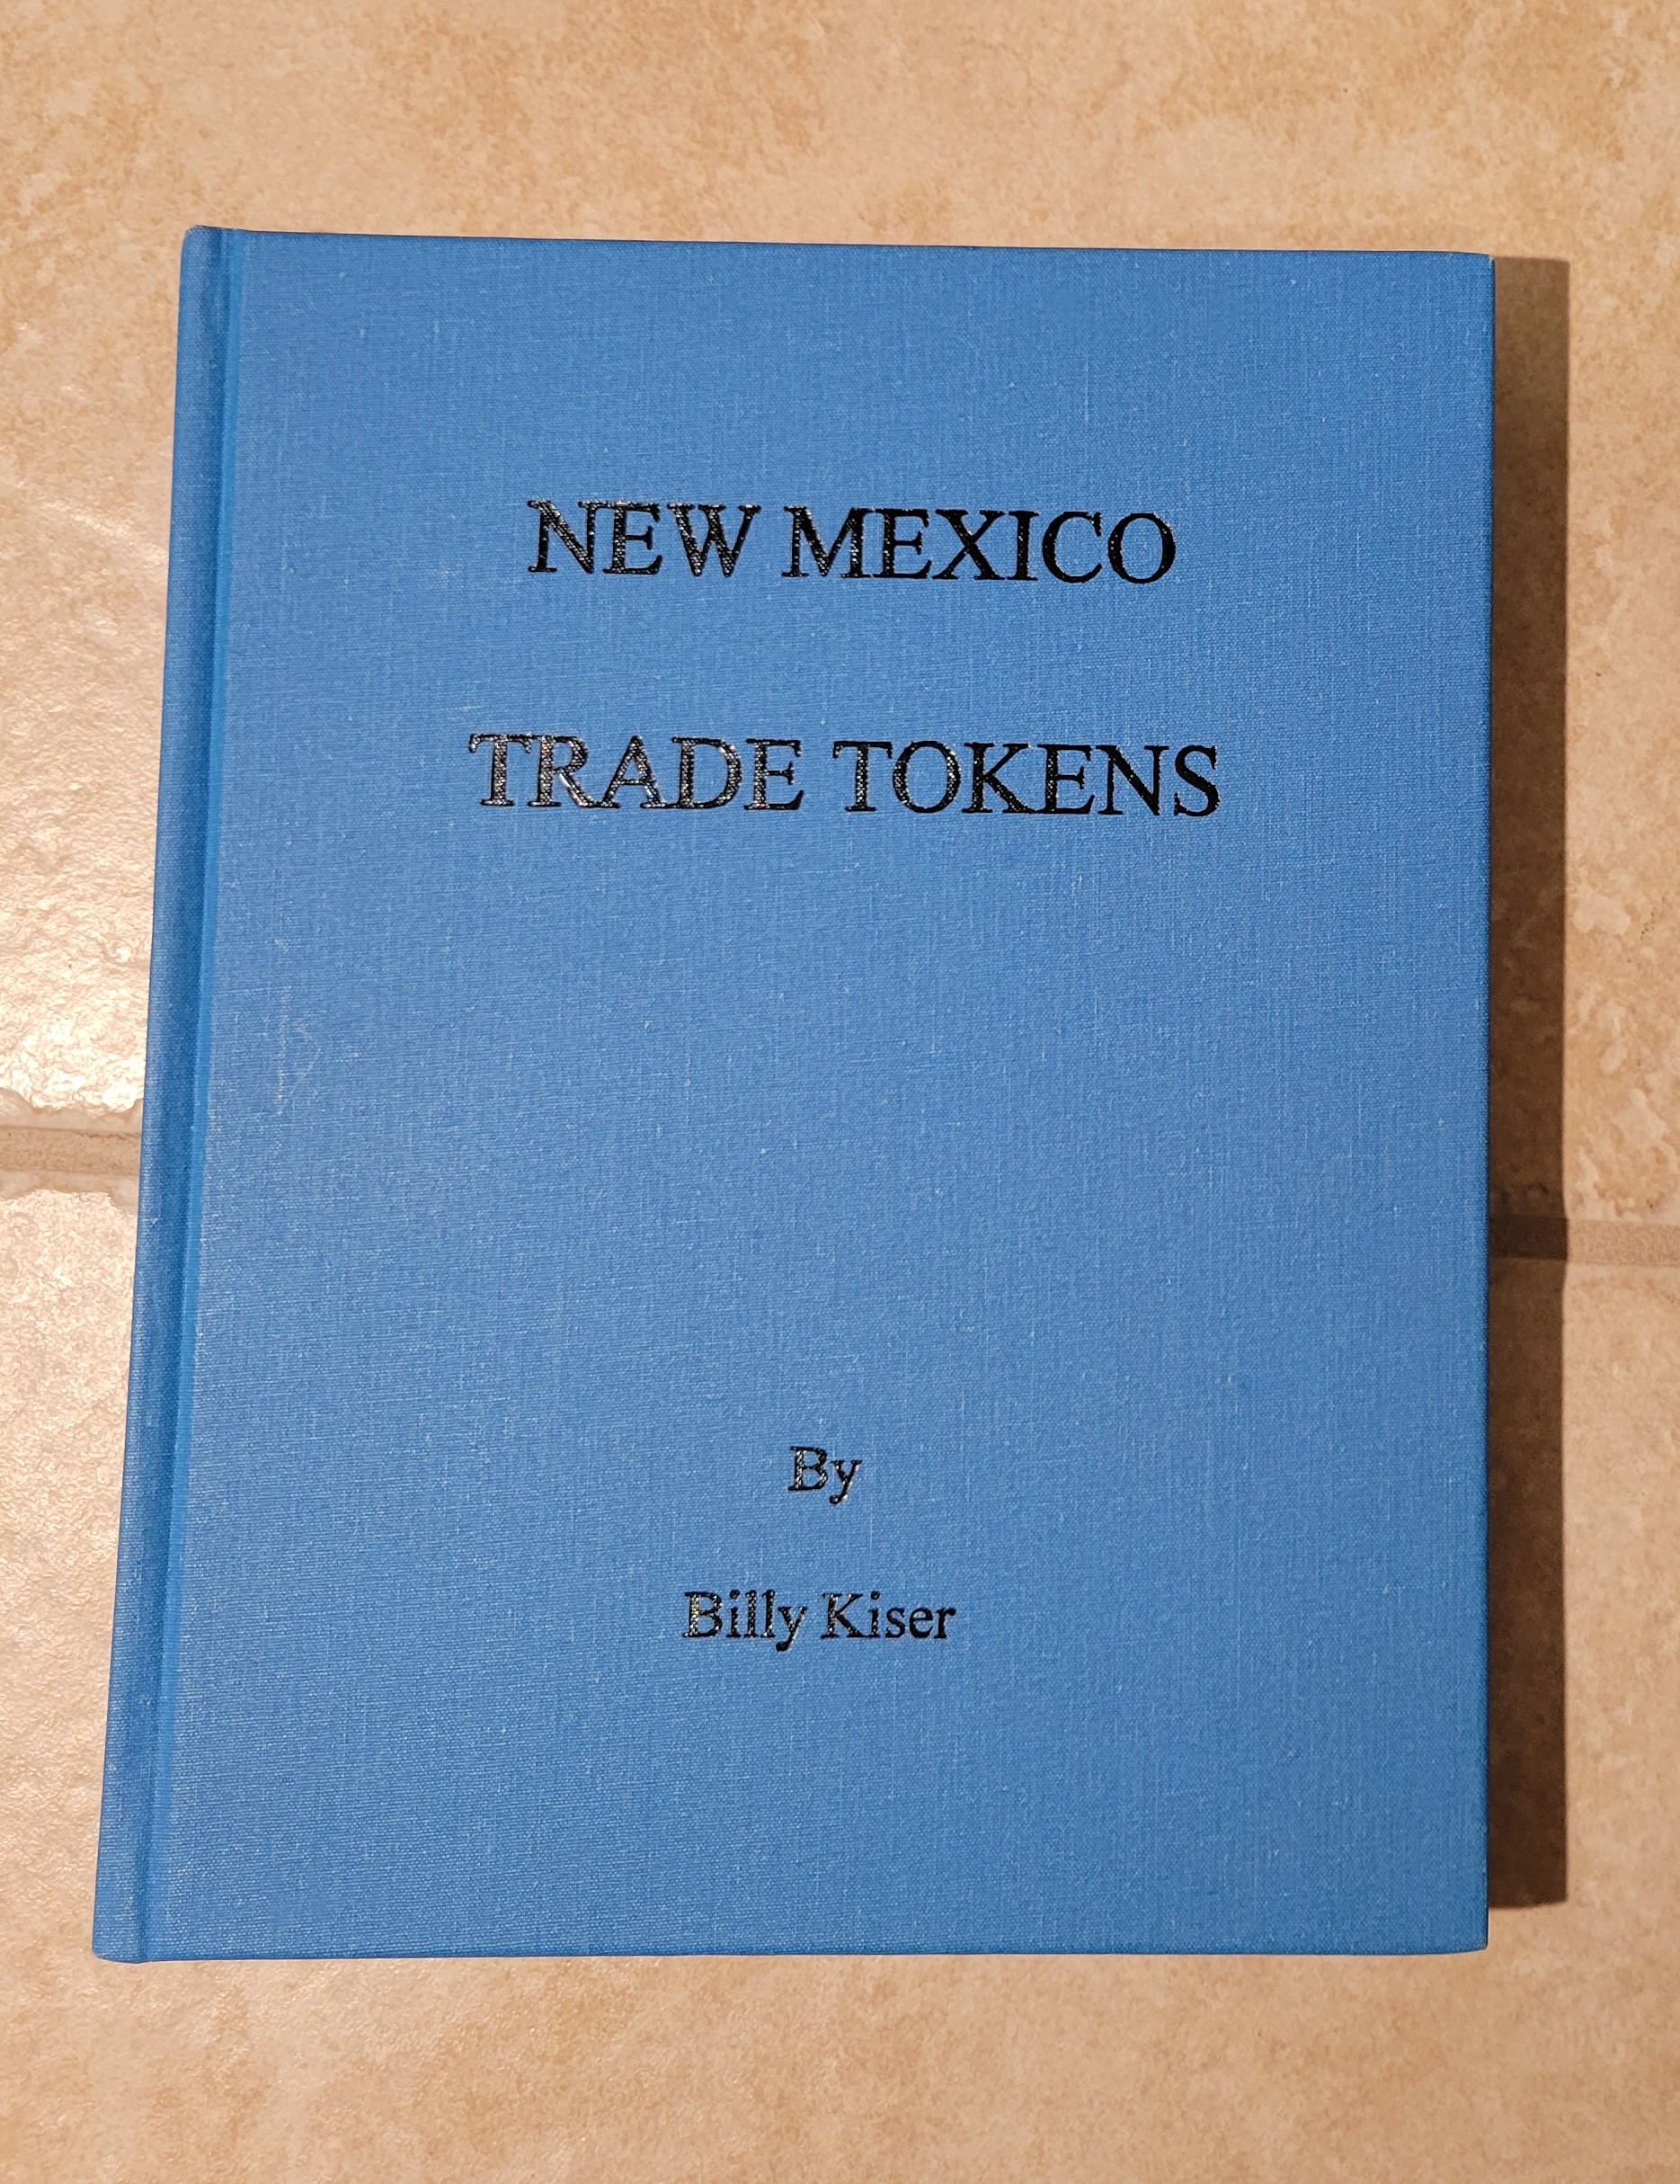 NEW MEXICO
TRADE TOKENS
By
Billy Kiser